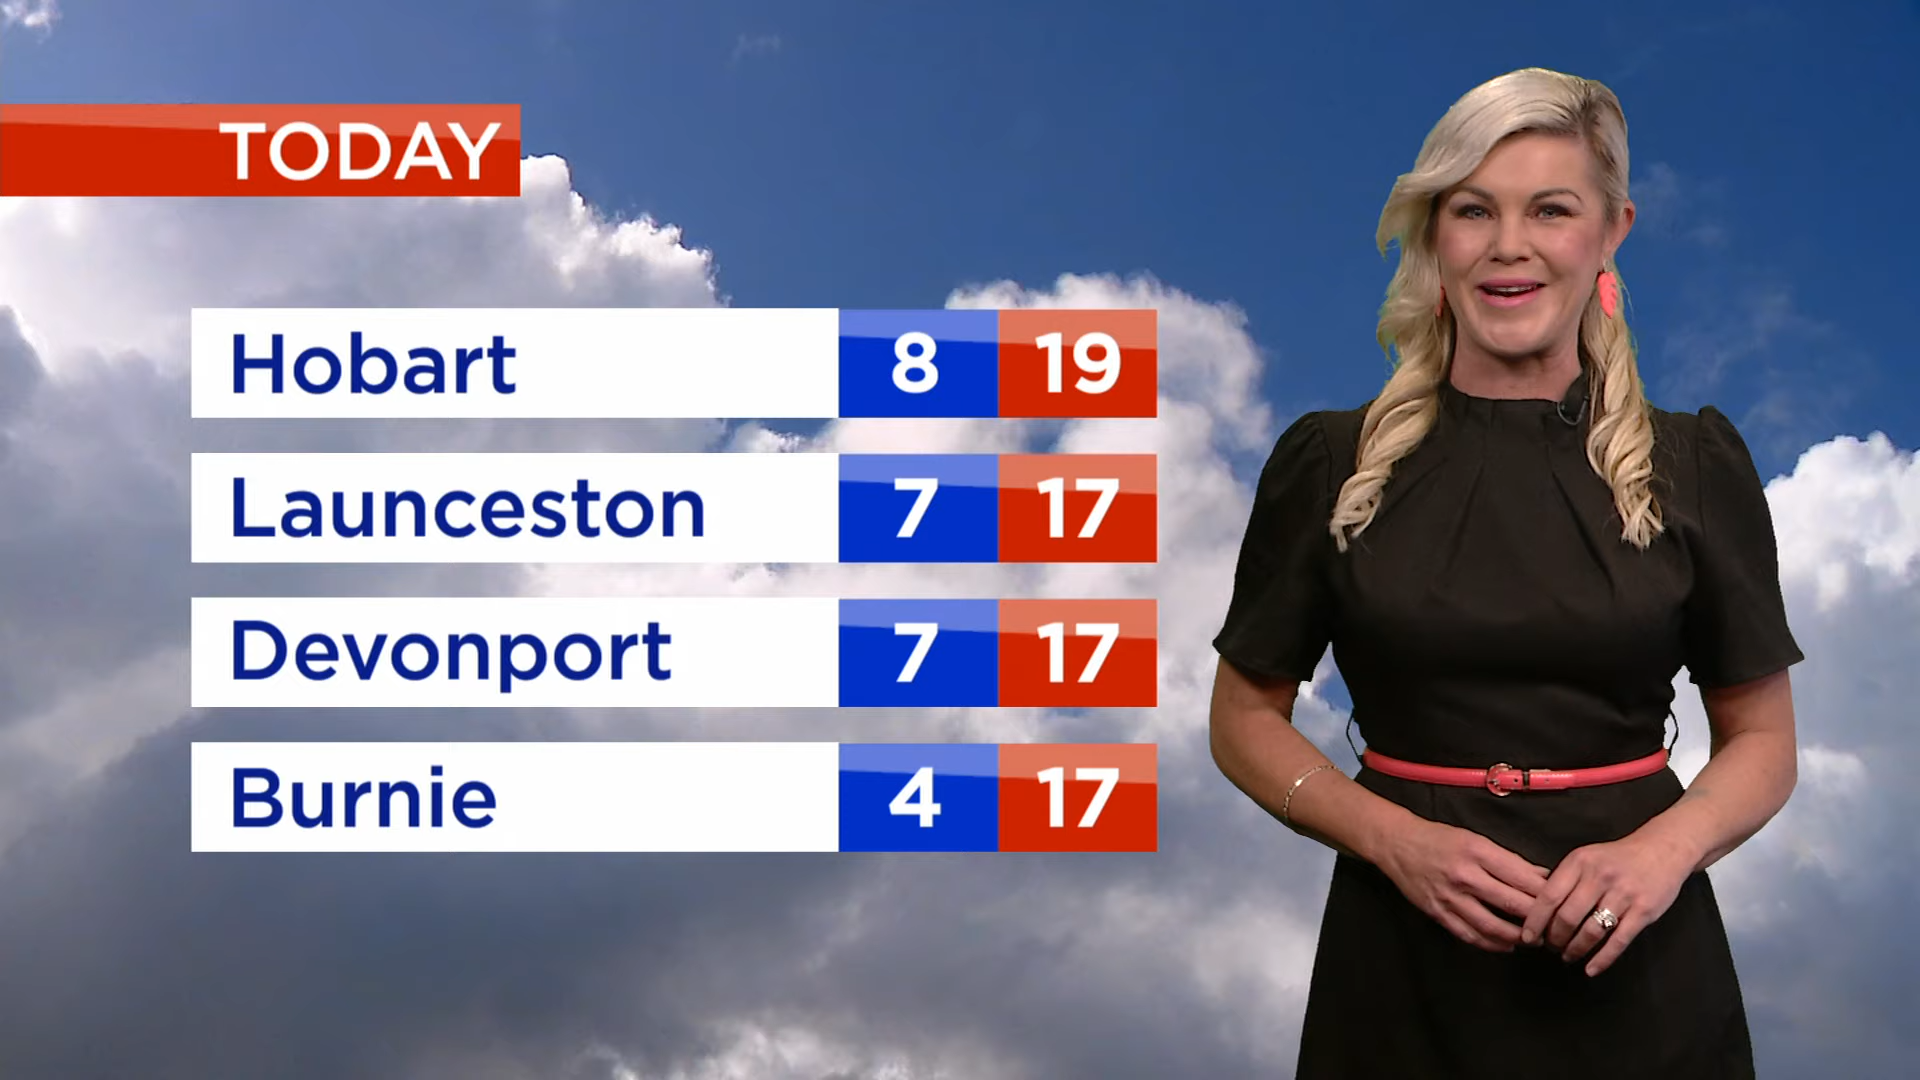 TODAY
Hobart 8 19
Launceston 7 17
Devonport 7 17
Burnie 4 17